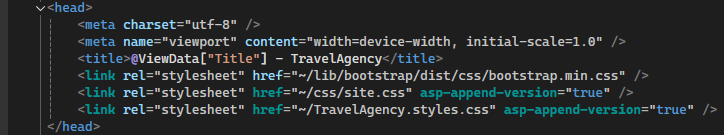 <head>
<meta charset="utf-8" />
<meta name="viewport" content="width=device-width, initial-scale=1.0" />
<title>@ViewData["Title"] - TravelAgency</title>
<link rel="stylesheet" href="~/lib/bootstrap/dist/css/bootstrap.min.css" />
<link rel="stylesheet" href="~/css/site.css" asp-append-version="true" />
<link rel="stylesheet" href="~/TravelAgency.styles.css" asp-append-version="true" />
</head>